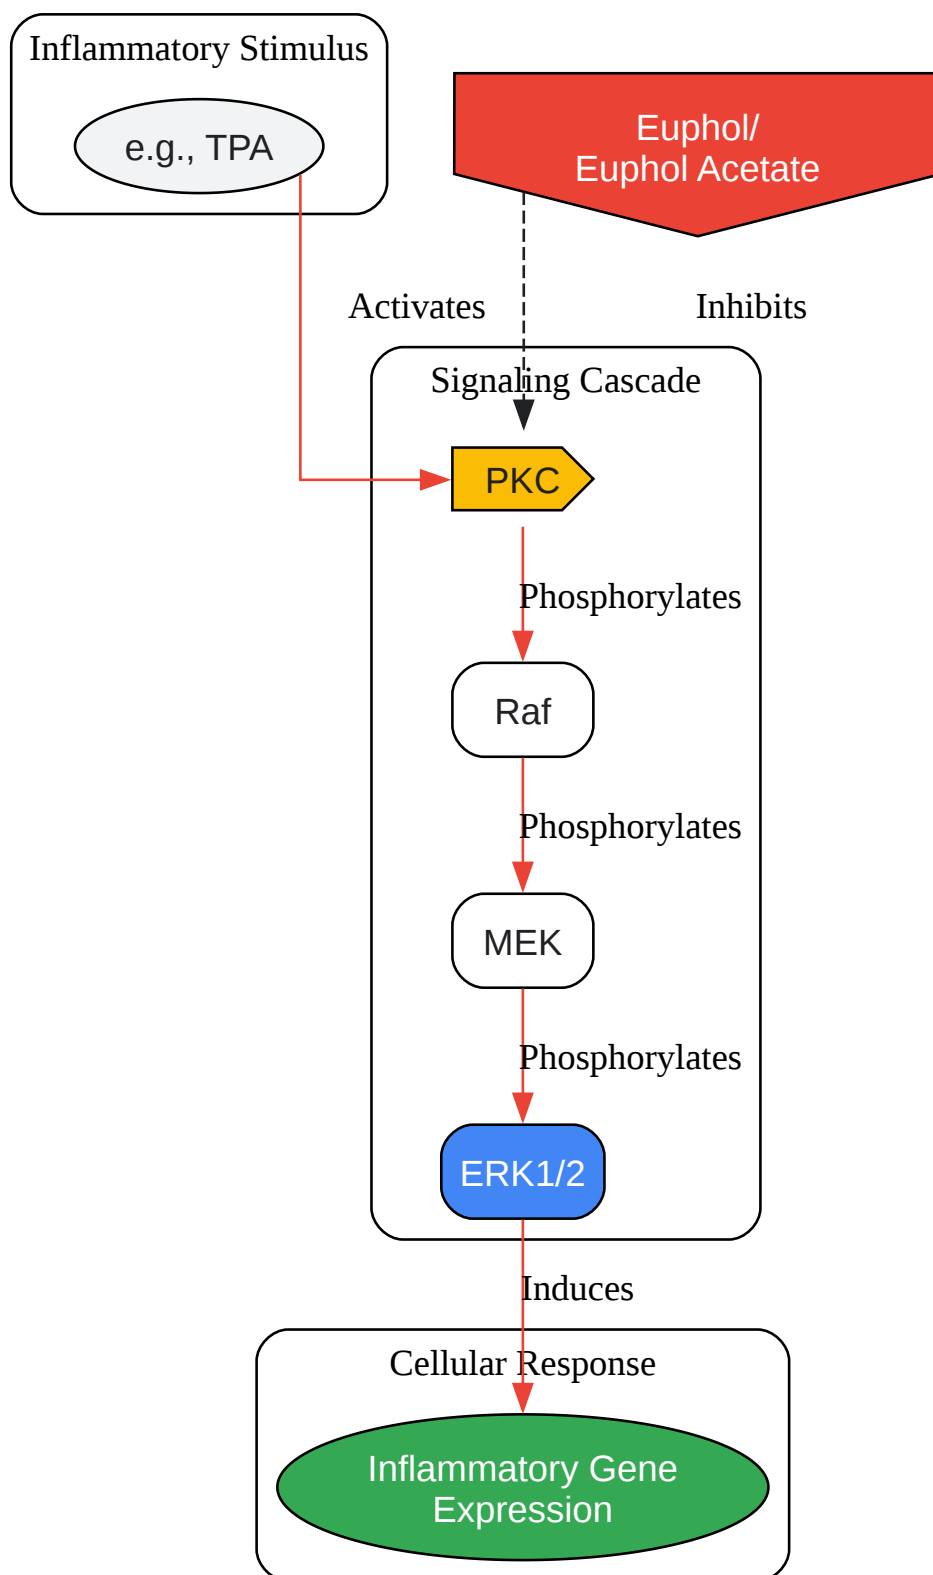 Inflammatory Stimulus
e.g., TPA
Euphol/
Euphol Acetate
Activates
Inhibits
Signaling Cascade
PKC
Phosphorylates
Raf
Phosphorylates
MEK
Phosphorylates
ERK1/2
Induces
Cellular Response
Inflammatory Gene
Expression